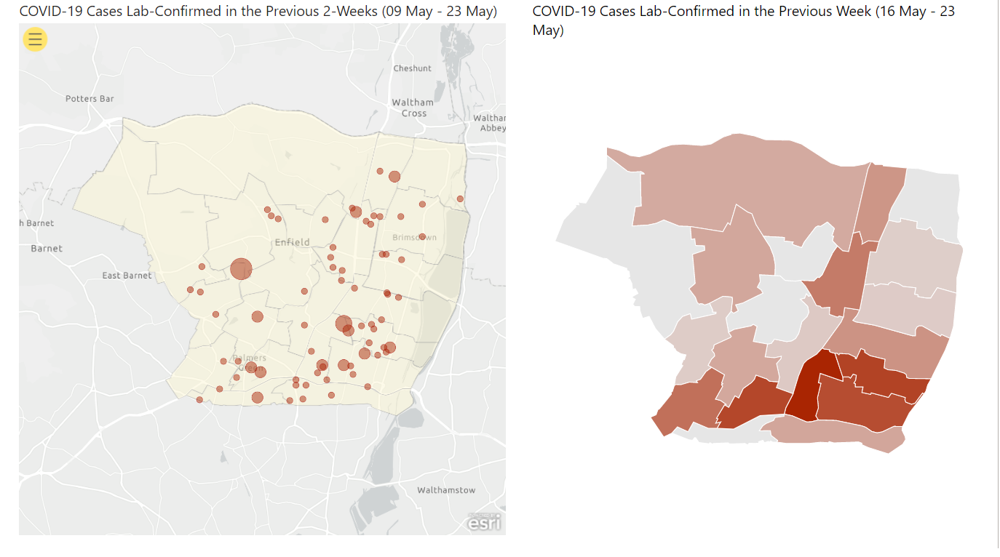 COVID-19 Cases Lab-Confirmed in the Previous 2-Weeks (09 May - 23 May)
COVID-19 Cases Lab-Confirmed in the Previous Week (16 May - 23
May)
Cheshunt
Potters Bar
Waltham
Cross
Waltham
Abbey
h Barnet
Enfield
Brimsdown
Barnet
East Barnet
Palmers
Green
Walthamstow
POWERED BY
esri